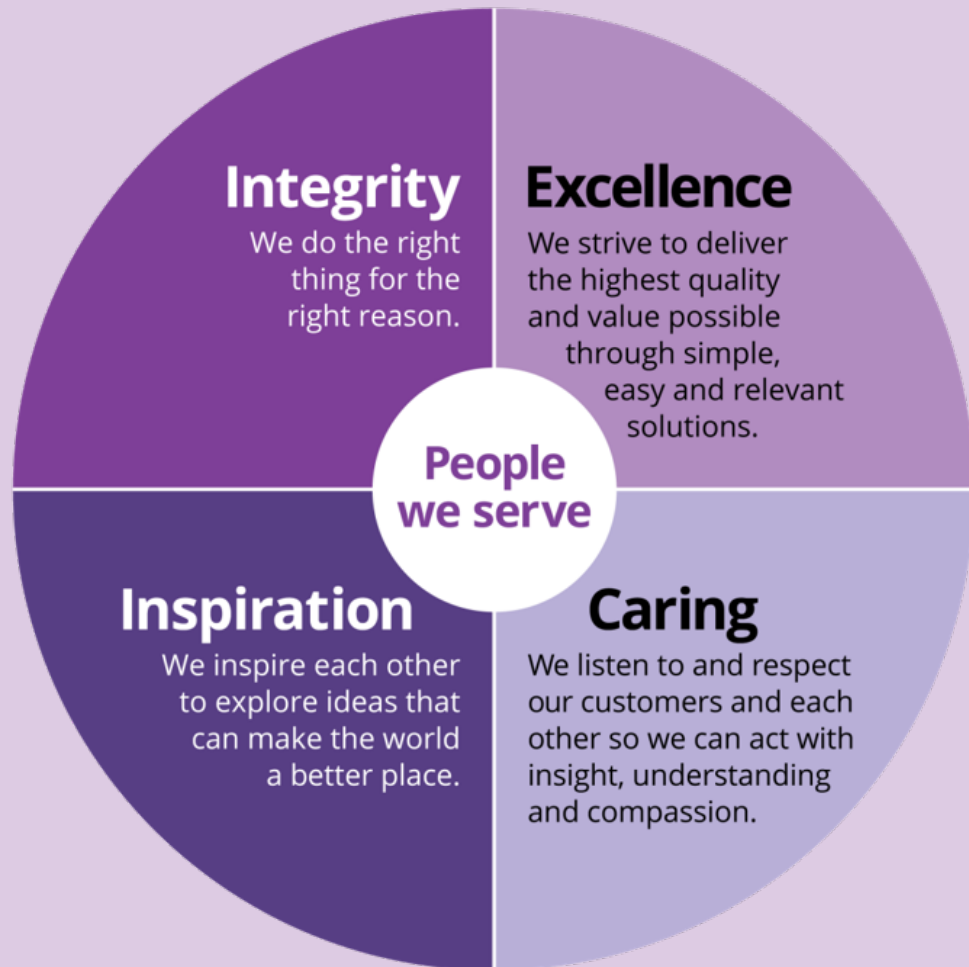 Integrity
We do the right
thing for the
right reason.
Excellence
We strive to deliver
the highest quality
and value possible
through simple,
easy and relevant
solutions.
People
we serve
Inspiration
We inspire each other
to explore ideas that
can make the world
a better place.
Caring
We listen to and respect
our customers and each
other so we can act with
insight, understanding
and compassion.